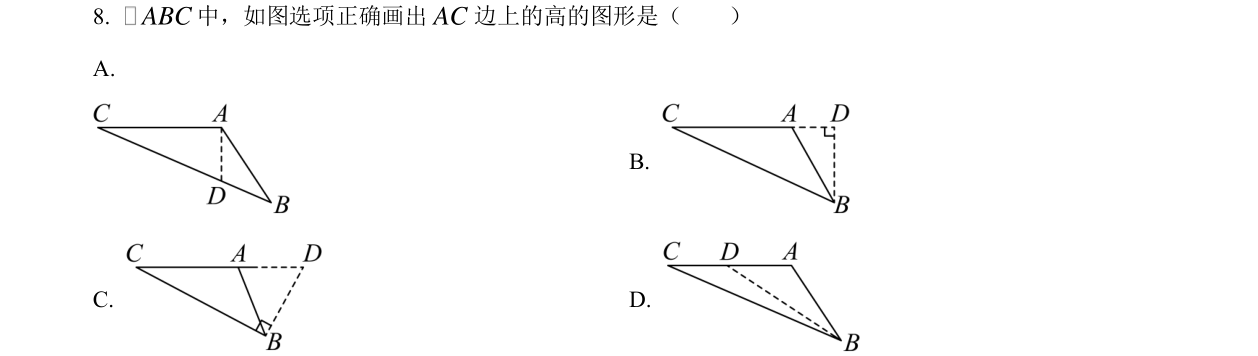 8. □ABC 中，如图选项正确画出 AC 边上的高的图形是（　　）
A.
C A
D B
B.
C A D
B
C.
C A D
B
D.
C D A
B